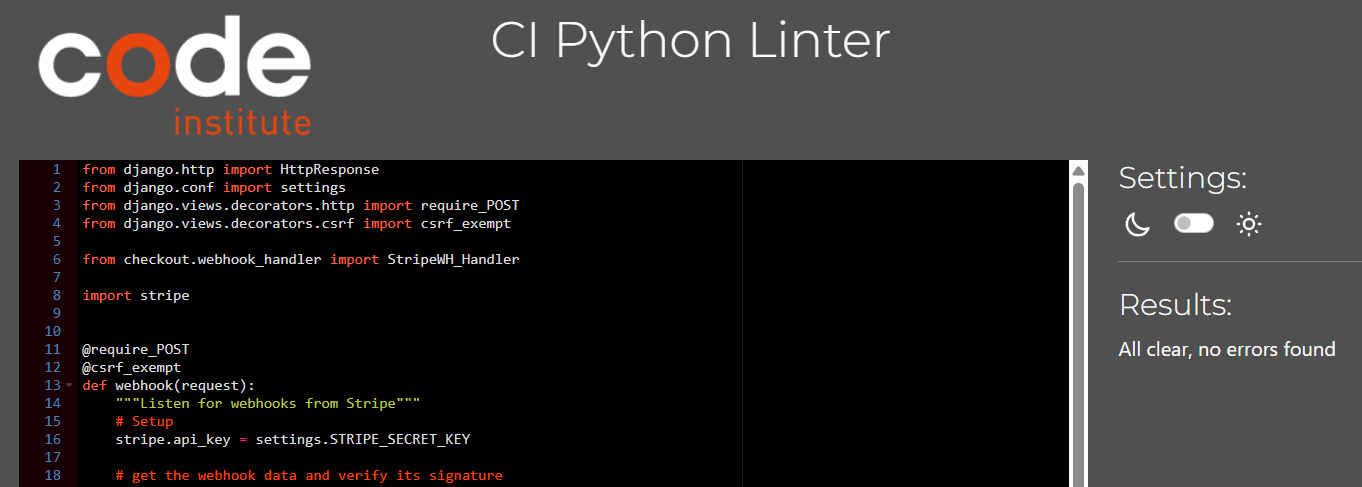 code
institute
CI Python Linter
1 from django.http import HttpResponse
2 from django.conf import settings
3 from django.views.decorators.http import require_POST
4 from django.views.decorators.csrf import csrf_exempt
5
6 from checkout.webhook_handler import StripeWH_Handler
7
8 import stripe
9
10
11 @require_POST
12 @csrf_exempt
13 def webhook(request):
14     """Listen for webhooks from Stripe"""
15     # Setup
16     stripe.api_key = settings.STRIPE_SECRET_KEY
17
18     # get the webhook data and verify its signature
Settings:
Results:
All clear, no errors found